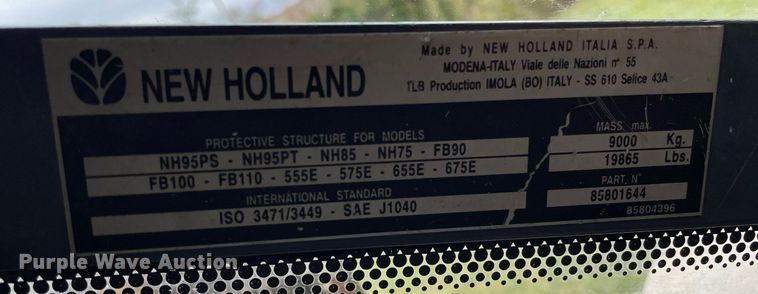 NEW HOLLAND
Made by NEW HOLLAND ITALIA S.P.A.
MODENA-ITALY Viale delle Nazioni n° 55
TLB Production IMOLA (BO) ITALY - SS 610 Selice 43A
PROTECTIVE STRUCTURE FOR MODELS
NH95PS - NH95PT - NH85 - NH75 - FB90
FB100 - FB110 - 555E - 575E - 655E - 675E
INTERNATIONAL STANDARD
ISO 3471/3449 - SAE J1040
MASS max.
9000 Kg.
19865 Lbs.
PART. N°
85801644
85804396
Purple Wave Auction